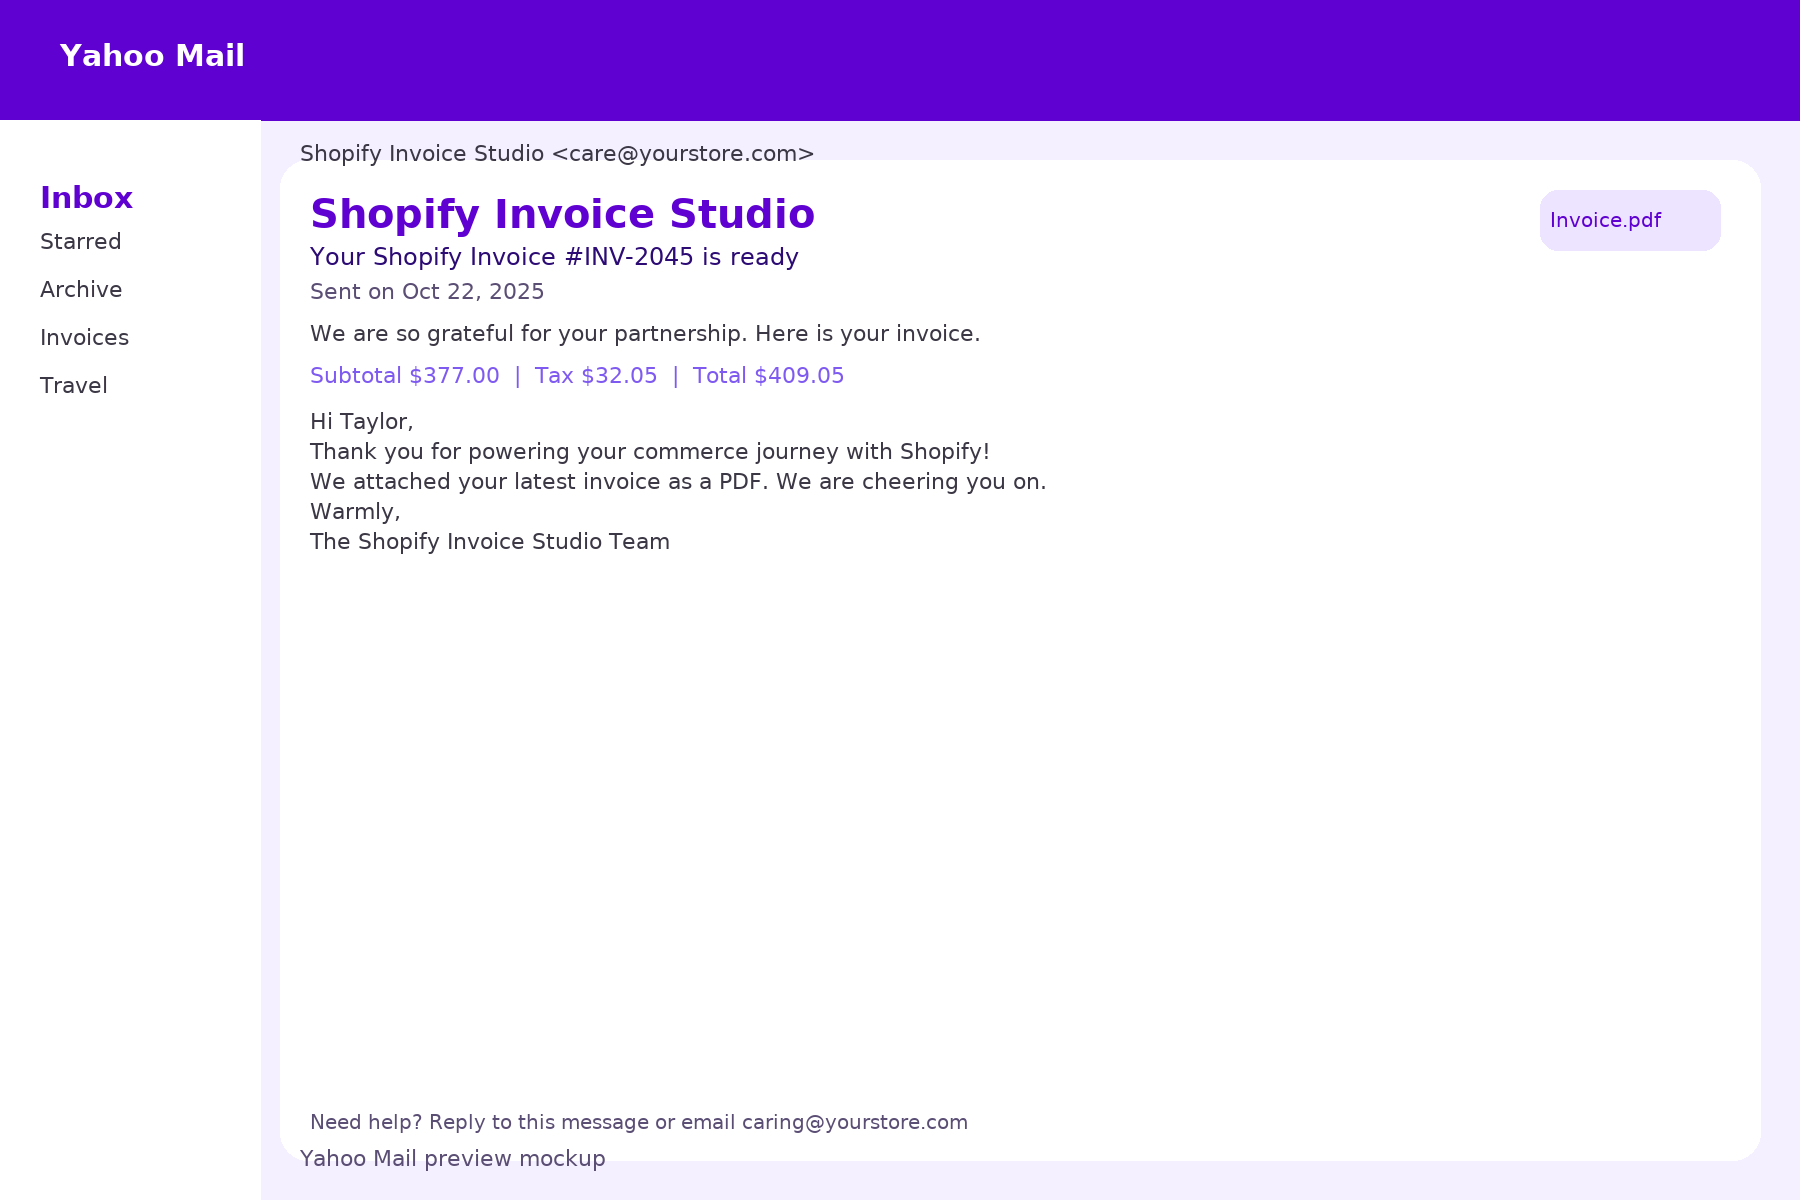 Yahoo Mail
Inbox
Starred
Archive
Invoices
Travel
Shopify Invoice Studio <care@yourstore.com>
Shopify Invoice Studio
Invoice.pdf
Your Shopify Invoice #INV-2045 is ready
Sent on Oct 22, 2025
We are so grateful for your partnership. Here is your invoice.
Subtotal $377.00 | Tax $32.05 | Total $409.05
Hi Taylor,
Thank you for powering your commerce journey with Shopify!
We attached your latest invoice as a PDF. We are cheering you on.
Warmly,
The Shopify Invoice Studio Team
Need help? Reply to this message or email caring@yourstore.com
Yahoo Mail preview mockup